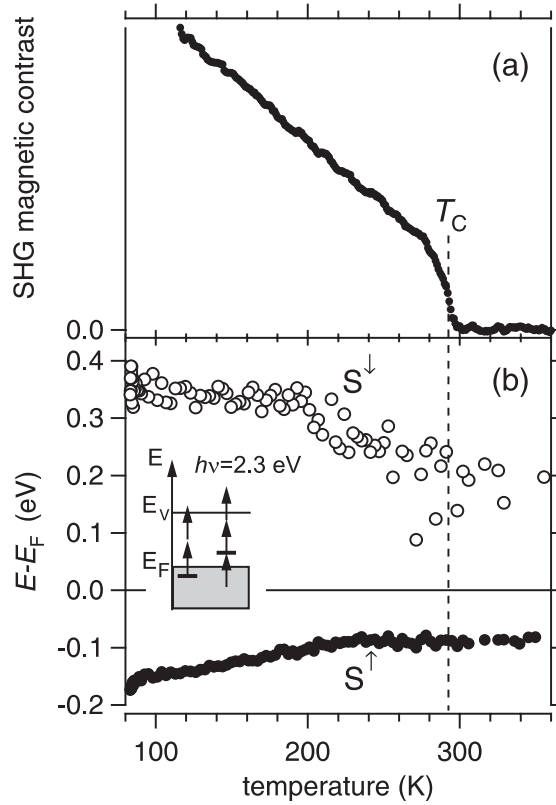 (a)
SHG magnetic contrast
T_C
0.0
(b)
0.4
S↓
0.3
E
hν=2.3 eV
E_V
0.2
E-E_F (eV)
0.1
E_F
0.0
-0.1
S↑
-0.2
100 200 300
temperature (K)